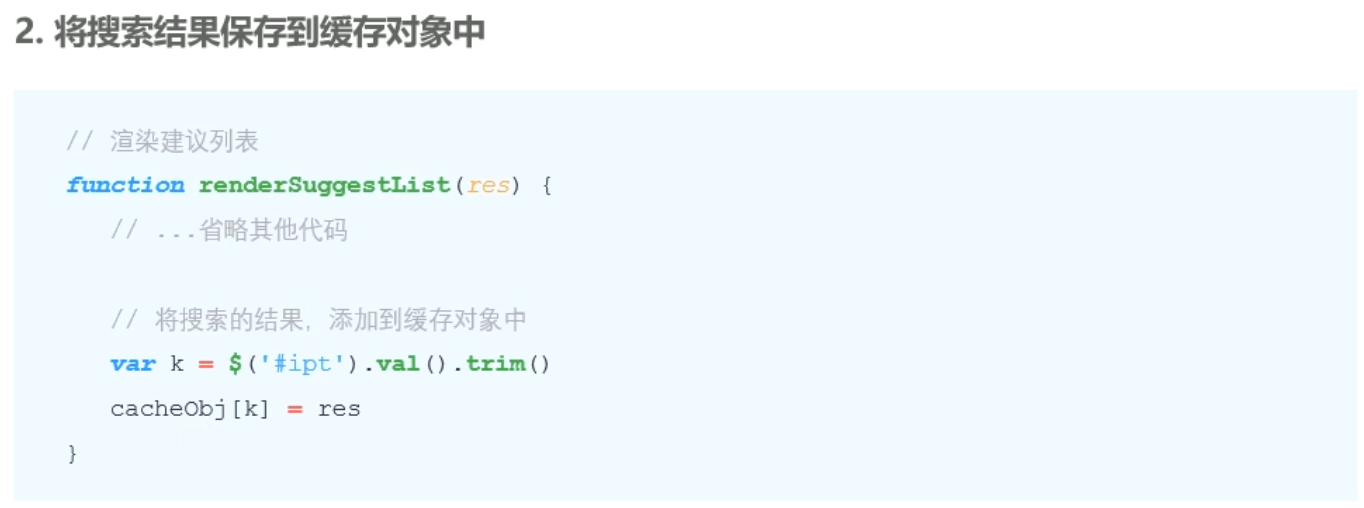 2. 将搜索结果保存到缓存对象中
// 渲染建议列表
function renderSuggestList(res) {
// ...省略其他代码
// 将搜索的结果，添加到缓存对象中
var k = $('#ipt').val().trim()
cacheObj[k] = res
}